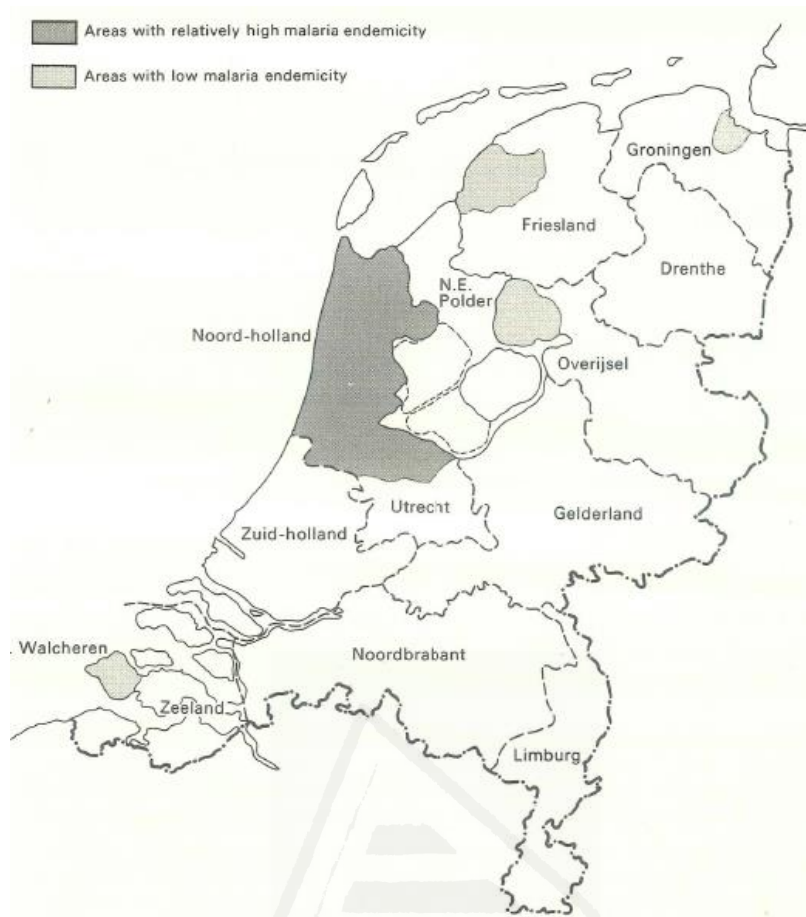 Areas with relatively high malaria endemicity
Areas with low malaria endemicity
Groningen
Friesland
Drenthe
N.E.
Polder
Noord-holland
Overijsel
Utrecht
Gelderland
Zuid-holland
. Walcheren
Noordbrabant
Zeeland
Limburg